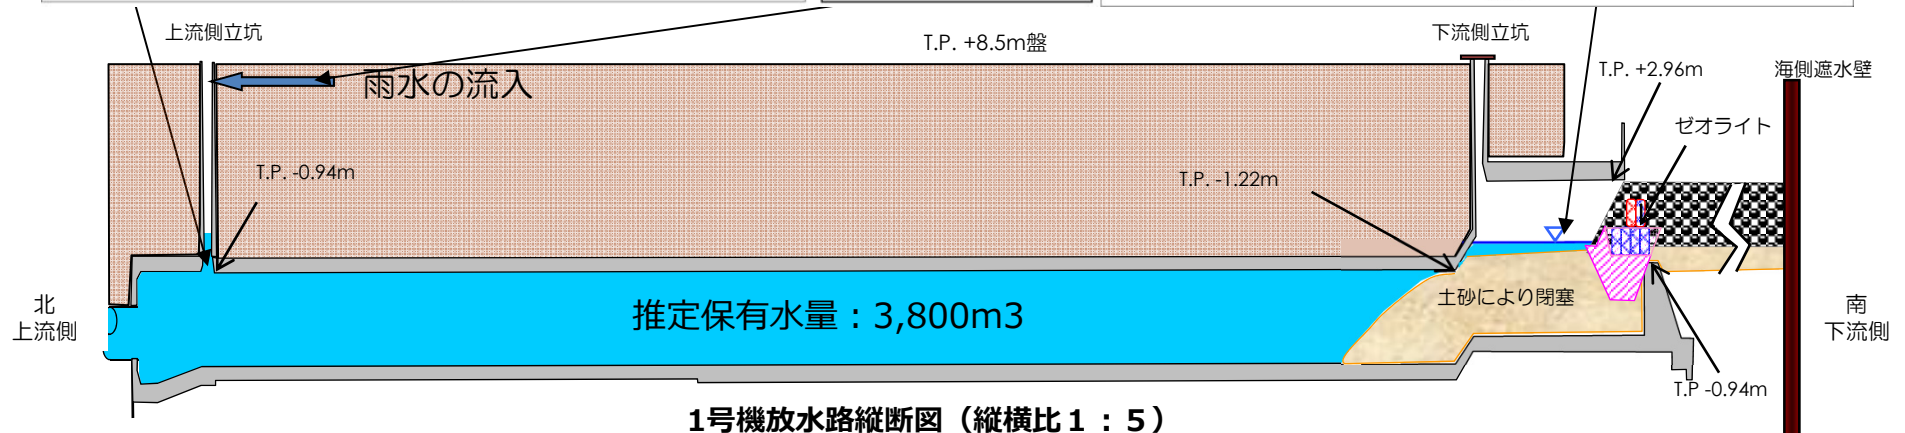 上流側立坑
T.P. +8.5m盤
下流側立坑
T.P. +2.96m
海側遮水壁
雨水の流入
ゼオライト
T.P. -0.94m
T.P. -1.22m
土砂により閉塞
推定保有水量：3,800m3
北
上流側
南
下流側
T.P -0.94m
1号機放水路縦断図（縦横比１：５）